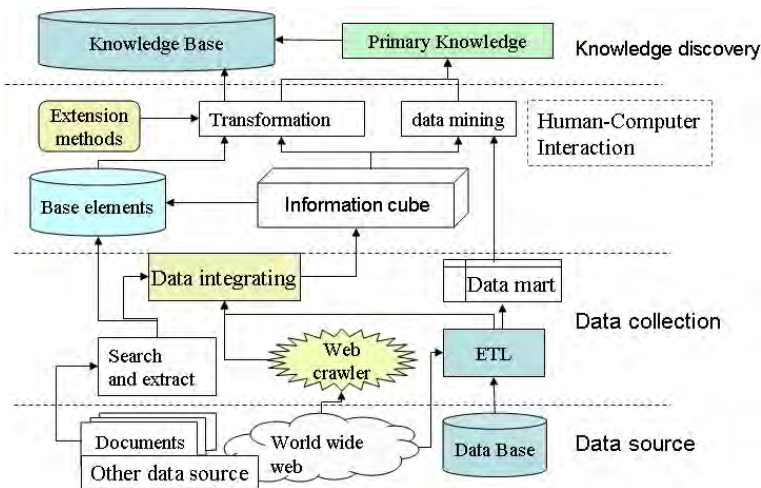 Knowledge Base
Primary Knowledge
Knowledge discovery
Extension
methods
Transformation
data mining
Human-Computer
Interaction
Base elements
Information cube
Data integrating
Data mart
Data collection
Search
and extract
Web
crawler
ETL
Documents
Other data source
World wide
web
Data Base
Data source